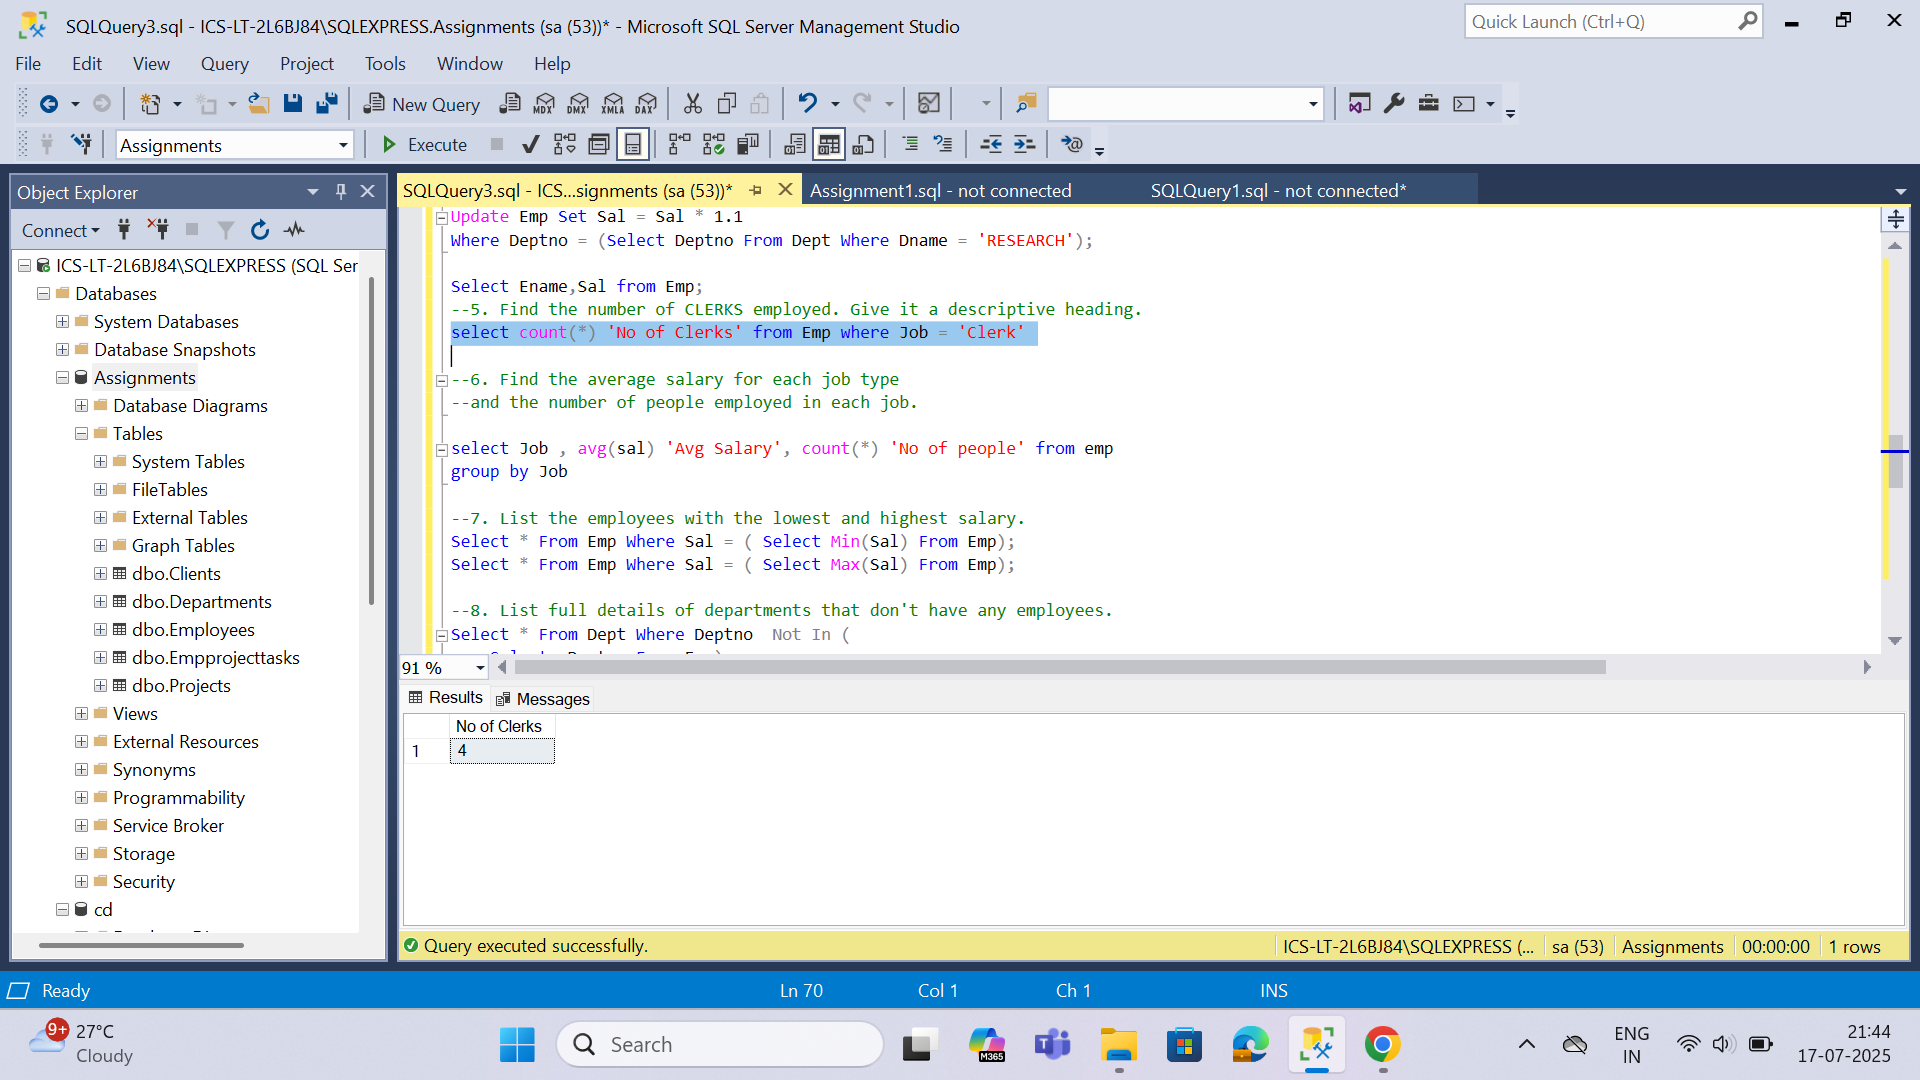 SQLQuery3.sql - ICS-LT-2L6BJ84\SQLEXPRESS.Assignments (sa (53))* - Microsoft SQL Server Management Studio
Quick Launch (Ctrl+Q)
File Edit View Query Project Tools Window Help
New Query MDX DMX XMLA DAX
Assignments Execute
Object Explorer
SQLQuery3.sql - ICS...signments (sa (53))* Assignment1.sql - not connected SQLQuery1.sql - not connected*
Connect
ICS-LT-2L6BJ84\SQLEXPRESS (SQL Ser
Databases
System Databases
Database Snapshots
Assignments
Database Diagrams
Tables
System Tables
FileTables
External Tables
Graph Tables
dbo.Clients
dbo.Departments
dbo.Employees
dbo.Empprojecttasks
dbo.Projects
Views
External Resources
Synonyms
Programmability
Service Broker
Storage
Security
cd
Update Emp Set Sal = Sal * 1.1
Where Deptno = (Select Deptno From Dept Where Dname = 'RESEARCH');
Select Ename,Sal from Emp;
--5. Find the number of CLERKS employed. Give it a descriptive heading.
select count(*) 'No of Clerks' from Emp where Job = 'Clerk'
--6. Find the average salary for each job type
--and the number of people employed in each job.
select Job , avg(sal) 'Avg Salary', count(*) 'No of people' from emp
group by Job
--7. List the employees with the lowest and highest salary.
Select * From Emp Where Sal = ( Select Min(Sal) From Emp);
Select * From Emp Where Sal = ( Select Max(Sal) From Emp);
--8. List full details of departments that don't have any employees.
Select * From Dept Where Deptno Not In (
91 %
Results Messages
No of Clerks
1 4
Query executed successfully.
ICS-LT-2L6BJ84\SQLEXPRESS (... sa (53) Assignments 00:00:00 1 rows
Ready Ln 70 Col 1 Ch 1 INS
9+ 27°C
Cloudy
Search
M365
ENG
IN
21:44
17-07-2025